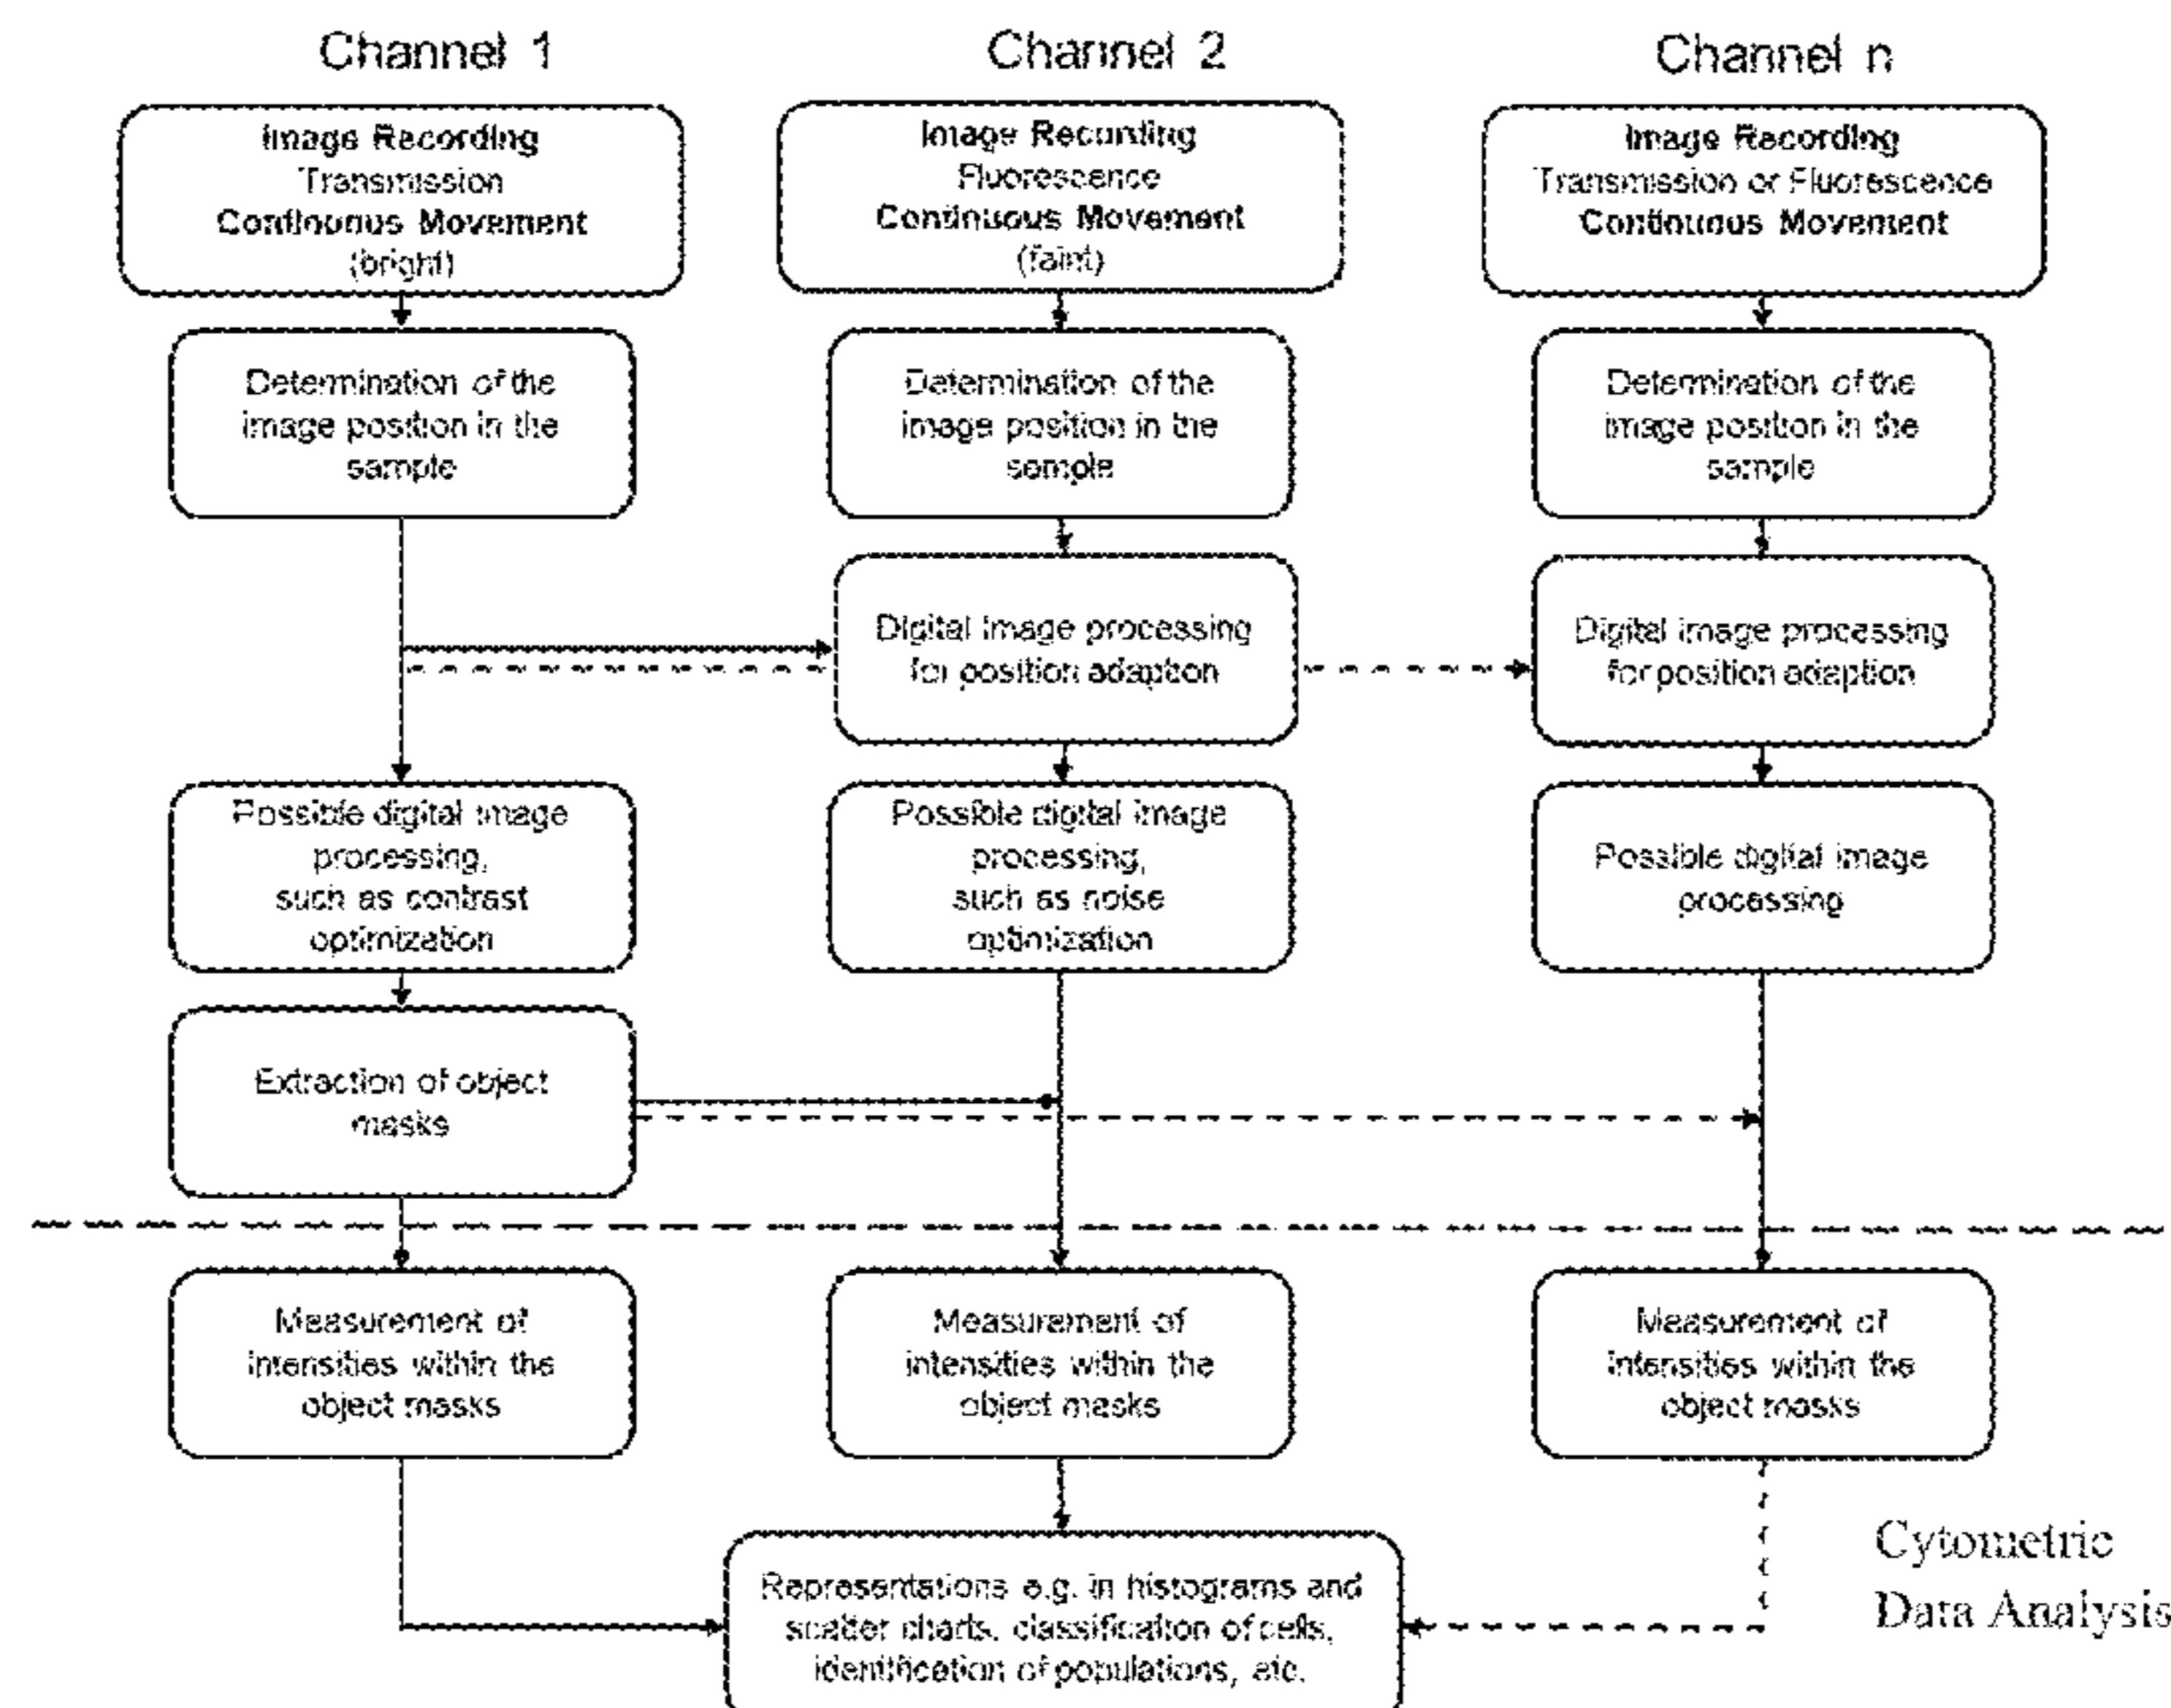 Channel 1
Channel 2
Channel n
Image Recording
Transmission
Continuous Movement
(bright)
Image Recording
Fluorescence
Continuous Movement
(faint)
Image Recording
Transmission or Fluorescence
Continuous Movement
Determination of the
image position in the
sample
Determination of the
image position in the
sample
Determination of the
image position in the
sample
Digital image processing
for position adaption
Digital image processing
for position adaption
Possible digital image
processing,
such as contrast
optimization
Possible digital image
processing,
such as noise
optimization
Possible digital image
processing
Extraction of object
masks
Measurement of
intensities within the
object masks
Measurement of
intensities within the
object masks
Measurement of
intensities within the
object masks
Representations e.g. in histograms and
scatter charts, classification of cells,
identification of populations, etc.
Cytometric
Data Analysis